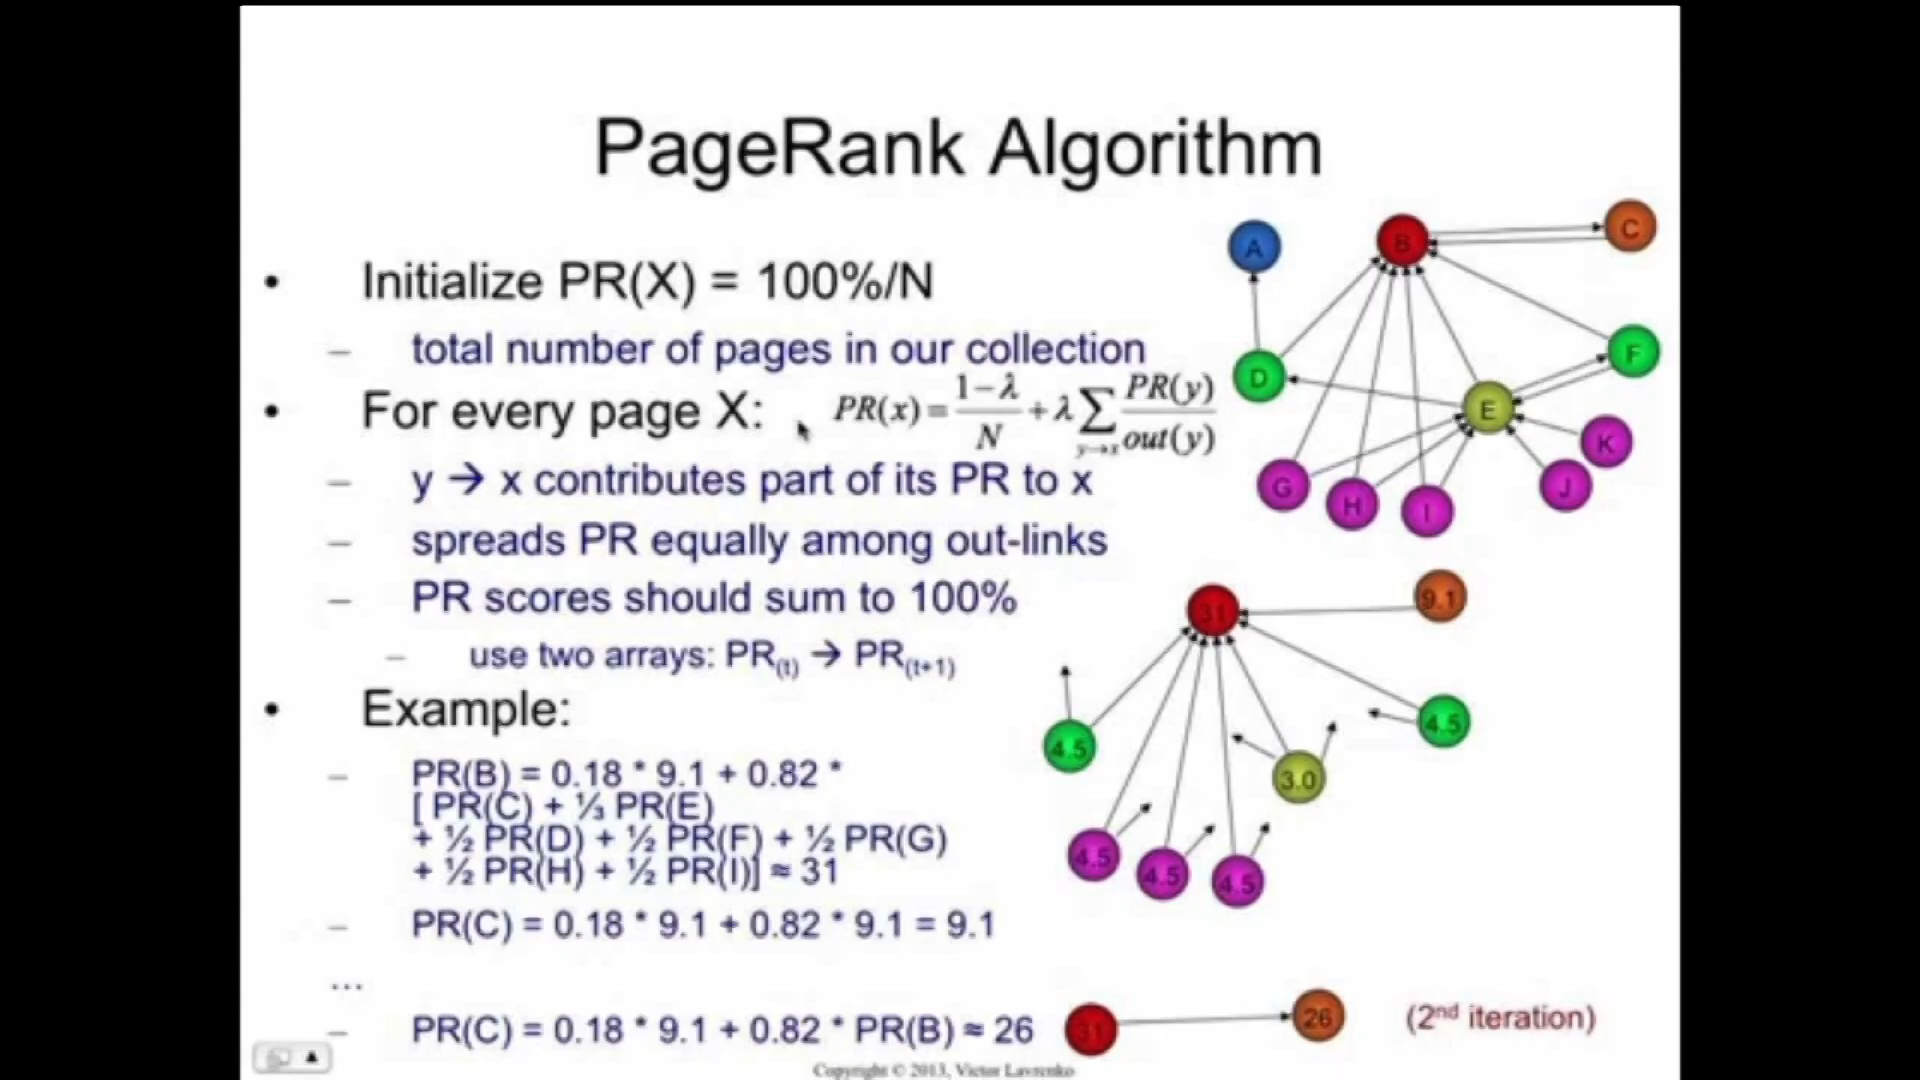 PageRank Algorithm
• Initialize PR(X) = 100%/N
– total number of pages in our collection
• For every page X:
PR(x) = (1−λ)/N + λ ∑ y→x PR(y)/out(y)
– y → x contributes part of its PR to x
– spreads PR equally among out-links
– PR scores should sum to 100%
– use two arrays: PR(t) → PR(t+1)
• Example:
– PR(B) = 0.18 * 9.1 + 0.82 *
[ PR(C) + ⅓ PR(E)
+ ½ PR(D) + ½ PR(F) + ½ PR(G)
+ ½ PR(H) + ½ PR(I)] ≈ 31
– PR(C) = 0.18 * 9.1 + 0.82 * 9.1 = 9.1
...
– PR(C) = 0.18 * 9.1 + 0.82 * PR(B) ≈ 26
A
B
C
D
F
E
K
G
H
I
J
31
9.1
4.5
4.5
3.0
4.5
4.5
4.5
31
26
(2nd iteration)
Copyright © 2013, Victor Lavrenko